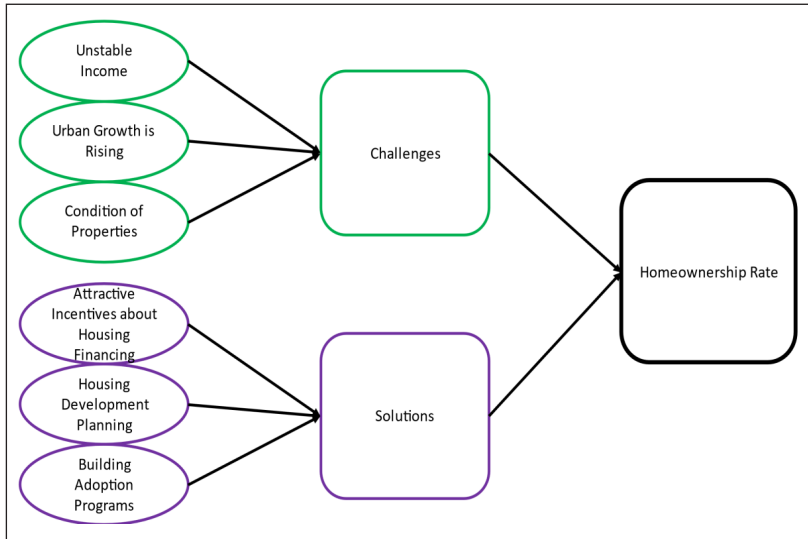 Unstable
Income
Urban Growth is
Rising
Condition of
Properties
Challenges
Attractive
Incentives about
Housing
Financing
Housing
Development
Planning
Building
Adoption
Programs
Solutions
Homeownership Rate